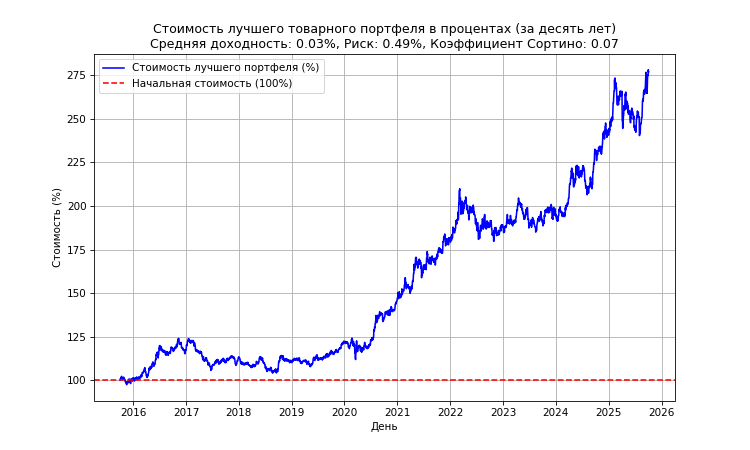 Стоимость лучшего товарного портфеля в процентах (за десять лет)
Средняя доходность: 0.03%, Риск: 0.49%, Коэффициент Сортино: 0.07
Стоимость лучшего портфеля (%)
Начальная стоимость (100%)
Стоимость (%)
275
250
225
200
175
150
125
100
2016 2017 2018 2019 2020 2021 2022 2023 2024 2025 2026
День